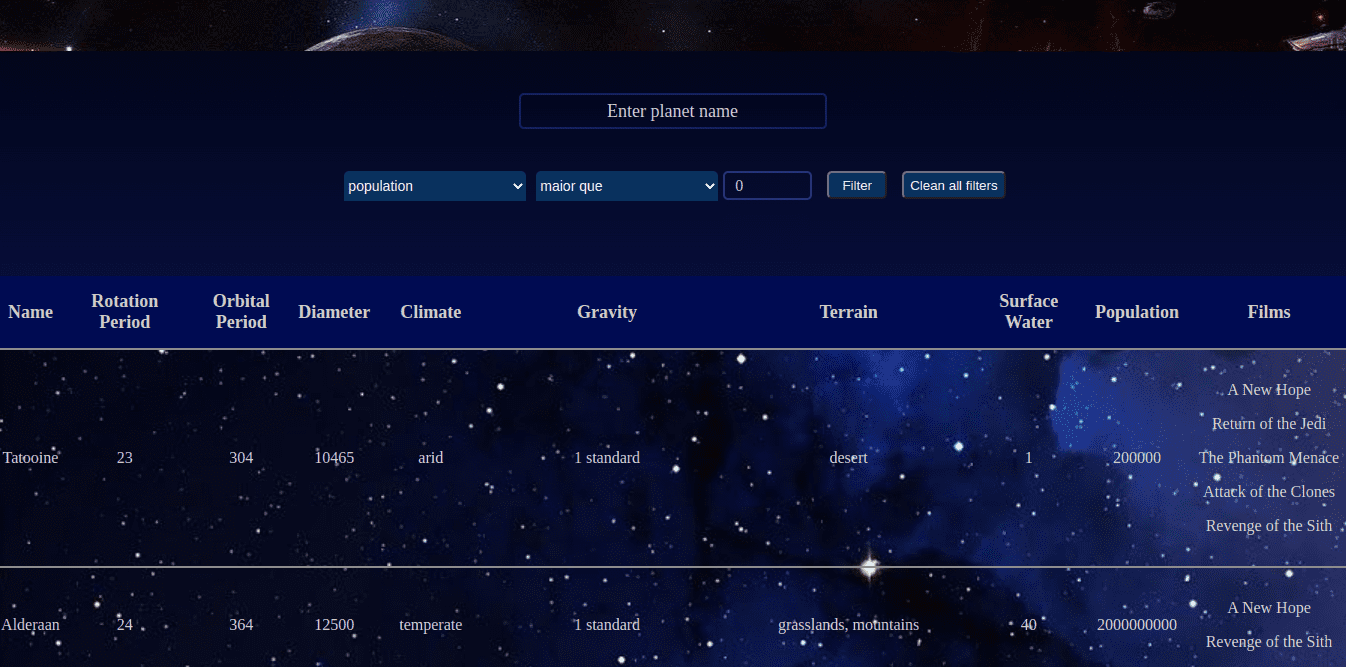 Enter planet name
population maior que 0 Filter Clean all filters
Name Rotation Period Orbital Period Diameter Climate Gravity Terrain Surface Water Population Films
A New Hope
Return of the Jedi
Tatooine 23 304 10465 arid 1 standard desert 1 200000 The Phantom Menace
Attack of the Clones
Revenge of the Sith
A New Hope
Alderaan 24 364 12500 temperate 1 standard grasslands, mountains 40 2000000000
Revenge of the Sith